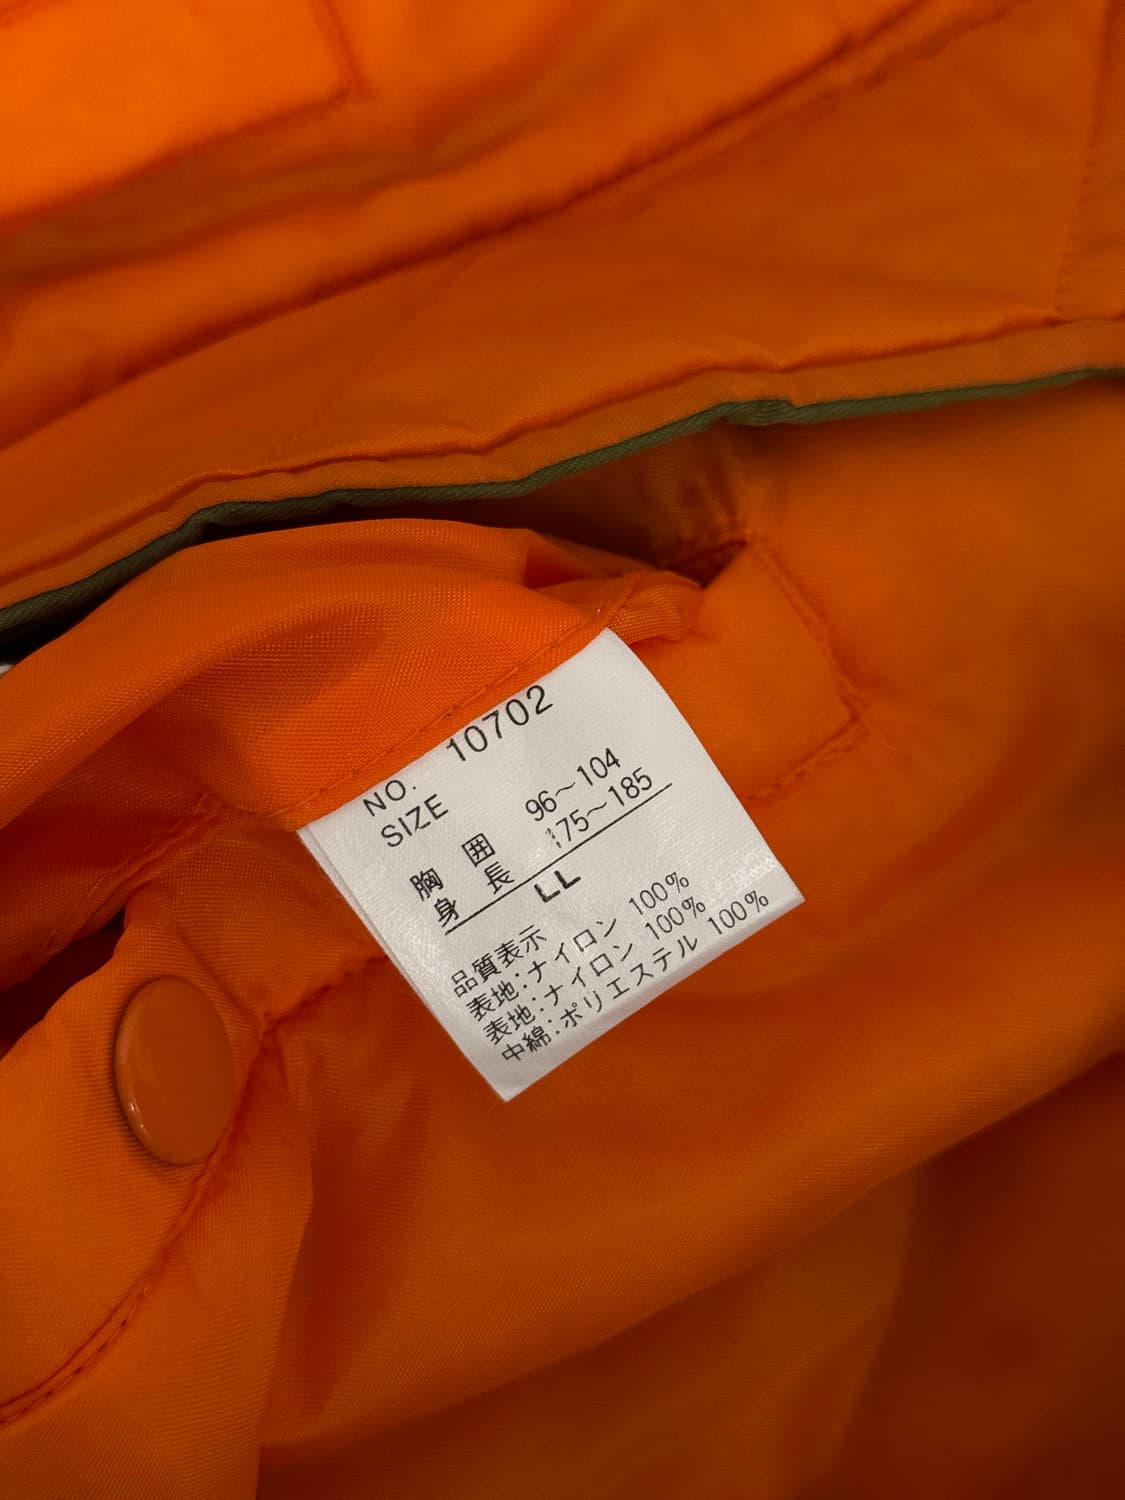 NO. 10702
SIZE
胸 囲 96～104
身 長 175～185
LL
品質表示
表地:ナイロン 100%
表地:ナイロン 100%
中綿:ポリエステル 100%